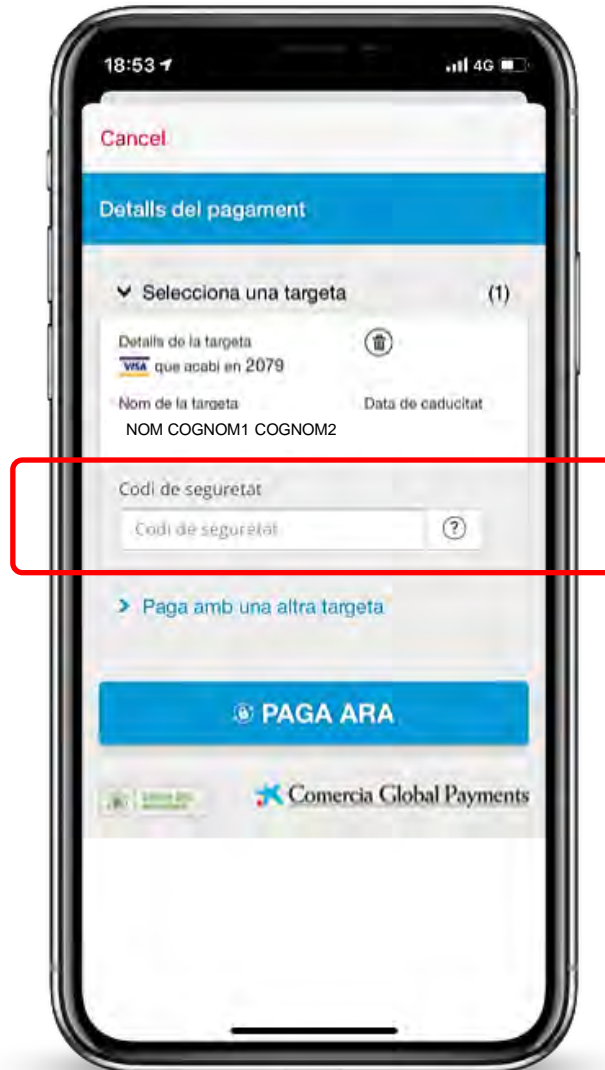 18:53
4G
Cancel
Detalls del pagament
Selecciona una targeta (1)
Detalls de la targeta
VISA que acabi en 2079
Nom de la targeta Data de caducitat
NOM COGNOM1 COGNOM2
Codi de seguretat
Codi de seguretat ?
Paga amb una altra targeta
PAGA ARA
Comercia Global Payments